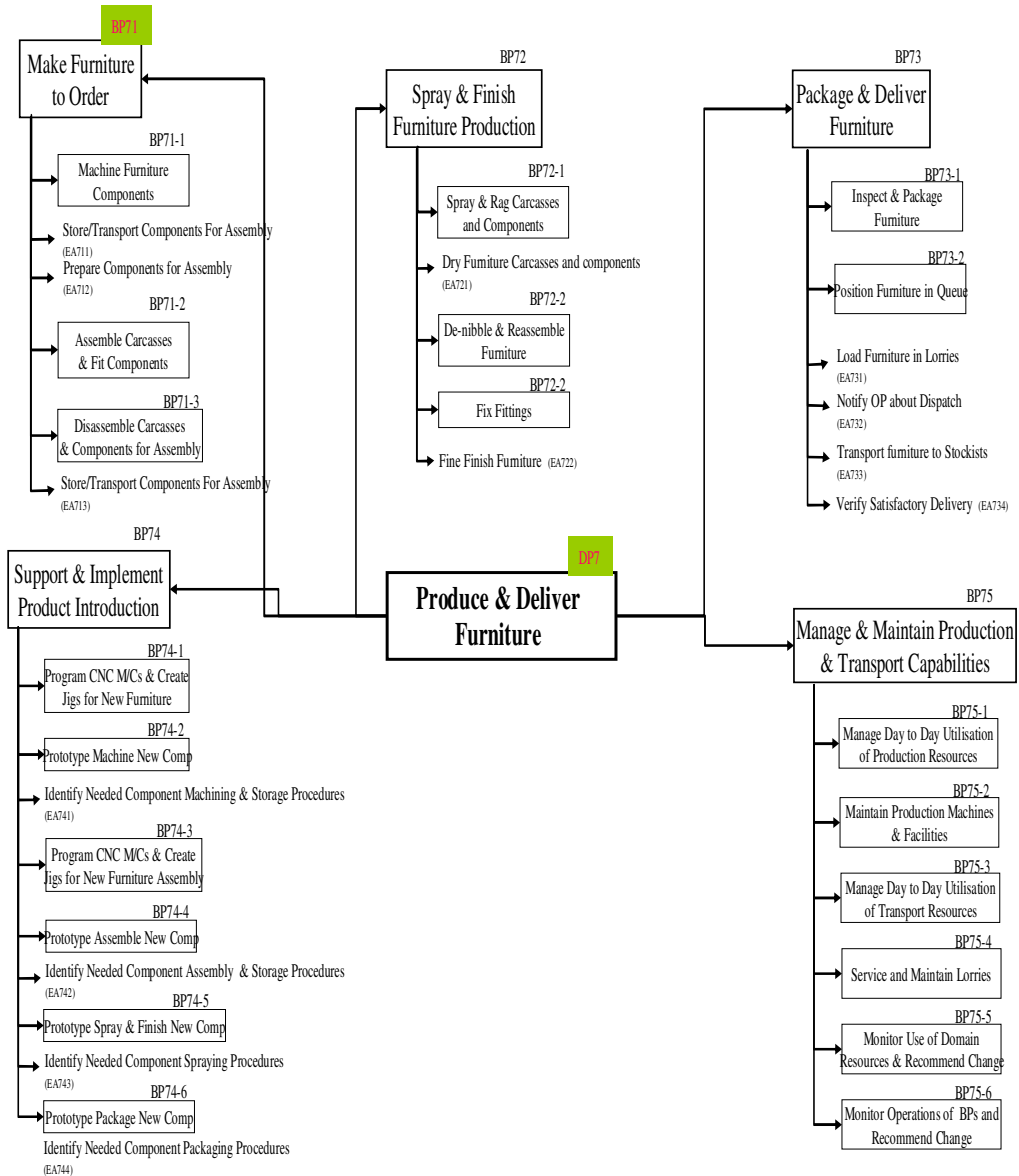 BP71
Make Furniture
to Order
BP71-1
Machine Furniture
Components
Store/Transport Components For Assembly
(EA711)
Prepare Components for Assembly
(EA712)
BP71-2
Assemble Carcasses
& Fit Components
BP71-3
Disassemble Carcasses
& Components for Assembly
Store/Transport Components For Assembly
(EA713)
BP72
Spray & Finish
Furniture Production
BP72-1
Spray & Rag Carcasses
and Components
Dry Furniture Carcasses and components
(EA721)
BP72-2
De-nibble & Reassemble
Furniture
BP72-2
Fix Fittings
Fine Finish Furniture (EA722)
BP73
Package & Deliver
Furniture
BP73-1
Inspect & Package
Furniture
BP73-2
Position Furniture in Queue
Load Furniture in Lorries
(EA731)
Notify OP about Dispatch
(EA732)
Transport furniture to Stockists
(EA733)
Verify Satisfactory Delivery (EA734)
DP7
Produce & Deliver
Furniture
BP74
Support & Implement
Product Introduction
BP74-1
Program CNC M/Cs & Create
Jigs for New Furniture
BP74-2
Prototype Machine New Comp
Identify Needed Component Machining & Storage Procedures
(EA741)
BP74-3
Program CNC M/Cs & Create
Jigs for New Furniture Assembly
BP74-4
Prototype Assemble New Comp
Identify Needed Component Assembly & Storage Procedures
(EA742)
BP74-5
Prototype Spray & Finish New Comp
Identify Needed Component Spraying Procedures
(EA743)
BP74-6
Prototype Package New Comp
Identify Needed Component Packaging Procedures
(EA744)
BP75
Manage & Maintain Production
& Transport Capabilities
BP75-1
Manage Day to Day Utilisation
of Production Resources
BP75-2
Maintain Production Machines
& Facilities
BP75-3
Manage Day to Day Utilisation
of Transport Resources
BP75-4
Service and Maintain Lorries
BP75-5
Monitor Use of Domain
Resources & Recommend Change
BP75-6
Monitor Operations of BPs and
Recommend Change